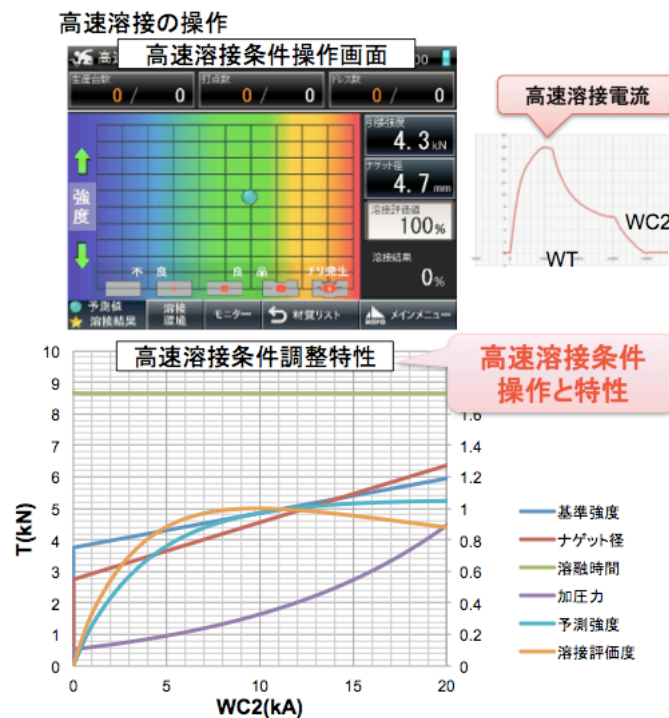 高速溶接の操作
高速溶接条件操作画面
生産台数
0 / 0
打点数
0 / 0
ドレス数
0 / 0
引張強度
4.3 kN
ナゲット径
4.7 mm
溶接評価値
100%
溶接結果
0%
強度
不良
良品
チリ発生
予測値
溶接結果
溶接環境
モニター
材質リスト
メインメニュー
高速溶接電流
WC2
WT
高速溶接条件調整特性
高速溶接条件
操作と特性
10
9
8
7
6
5
4
3
2
1
0
T(kN)
1.6
1.4
1.2
1
0.8
0.6
0.4
0.2
0
0 5 10 15 20
WC2(kA)
基準強度
ナゲット径
溶融時間
加圧力
予測強度
溶接評価度